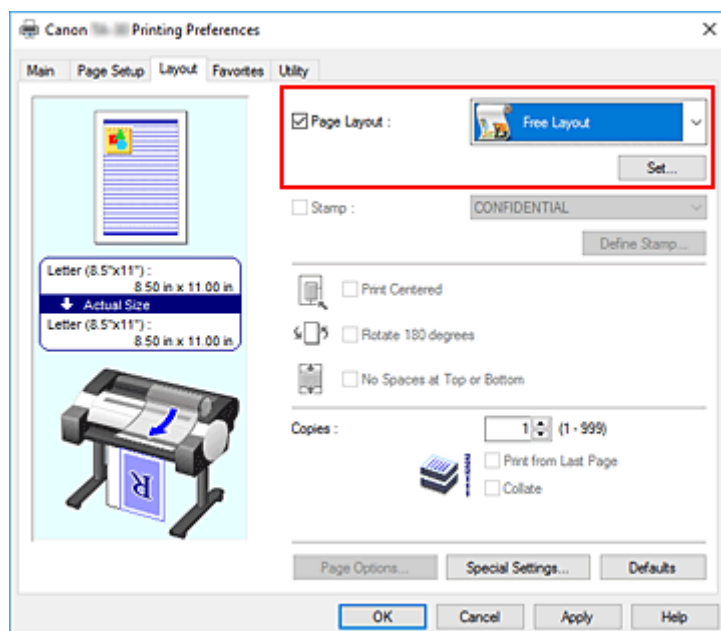 Canon Printing Preferences
Main Page Setup Layout Favorites Utility
Page Layout : Free Layout
Set...
Stamp : CONFIDENTIAL
Define Stamp...
Letter (8.5"x11") :
8.50 in x 11.00 in
Actual Size
Letter (8.5"x11") :
8.50 in x 11.00 in
Print Centered
Rotate 180 degrees
No Spaces at Top or Bottom
Copies : 1 (1 - 999)
Print from Last Page
Collate
R
Page Options... Special Settings... Defaults
OK Cancel Apply Help